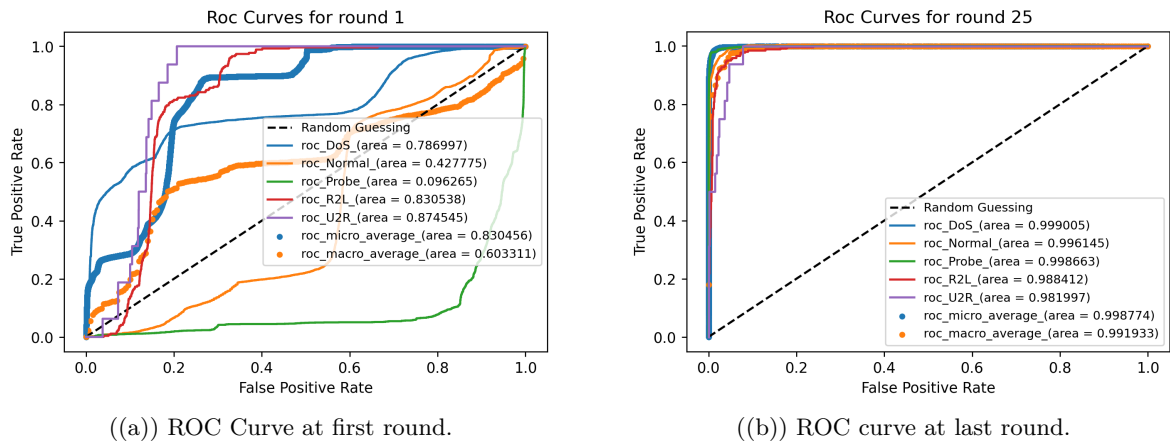 Roc Curves for round 1
True Positive Rate
1.0
0.8
0.6
0.4
0.2
0.0
Random Guessing
roc_DoS_(area = 0.786997)
roc_Normal_(area = 0.427775)
roc_Probe_(area = 0.096265)
roc_R2L_(area = 0.830538)
roc_U2R_(area = 0.874545)
roc_micro_average_(area = 0.830456)
roc_macro_average_(area = 0.603311)
0.0 0.2 0.4 0.6 0.8 1.0
False Positive Rate
((a)) ROC Curve at first round.
Roc Curves for round 25
True Positive Rate
1.0
0.8
0.6
0.4
0.2
0.0
Random Guessing
roc_DoS_(area = 0.999005)
roc_Normal_(area = 0.996145)
roc_Probe_(area = 0.998663)
roc_R2L_(area = 0.988412)
roc_U2R_(area = 0.981997)
roc_micro_average_(area = 0.998774)
roc_macro_average_(area = 0.991933)
0.0 0.2 0.4 0.6 0.8 1.0
False Positive Rate
((b)) ROC curve at last round.